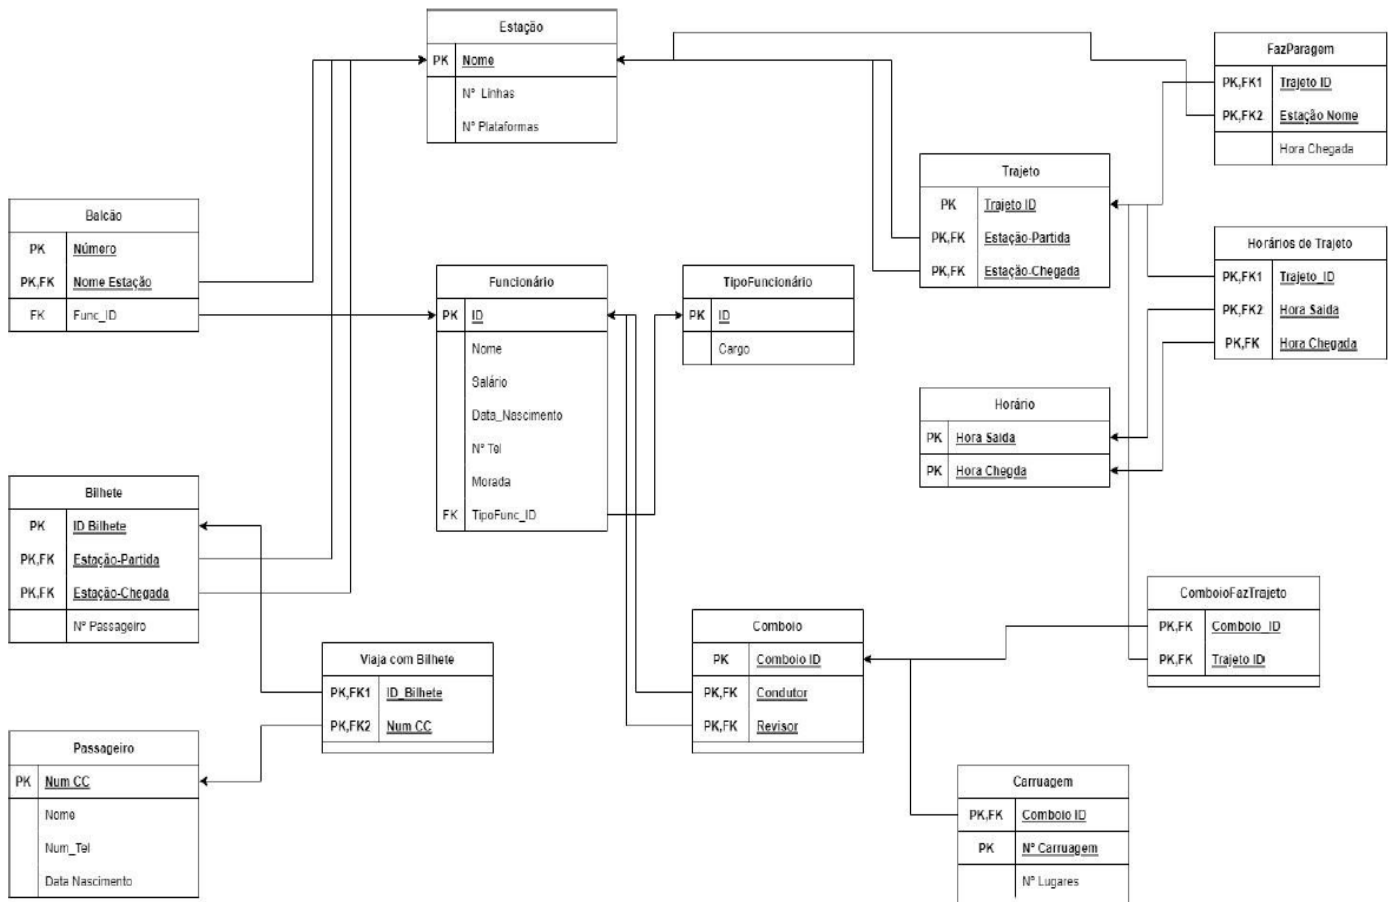 Estação
PK Nome
Nº Linhas
Nº Plataformas
FazParagem
PK,FK1 Trajeto ID
PK,FK2 Estação Nome
Hora Chegada
Trajeto
PK Trajeto ID
PK,FK Estação-Partida
PK,FK Estação-Chegada
Balcão
PK Número
PK,FK Nome Estação
FK Func_ID
Horários de Trajeto
PK,FK1 Trajeto_ID
PK,FK2 Hora Saída
PK,FK Hora Chegada
Funcionário
PK ID
Nome
Salário
Data_Nascimento
Nº Tel
Morada
FK TipoFunc_ID
TipoFuncionário
PK ID
Cargo
Horário
PK Hora Saida
PK Hora Chegda
Bilhete
PK ID Bilhete
PK,FK Estação-Partida
PK,FK Estação-Chegada
Nº Passageiro
ComboioFazTrajeto
PK,FK Comboio_ID
PK,FK Trajeto ID
Comboio
PK Comboio ID
PK,FK Condutor
PK,FK Revisor
Viaja com Bilhete
PK,FK1 ID_Bilhete
PK,FK2 Num CC
Passageiro
PK Num CC
Nome
Num_Tel
Data Nascimento
Carruagem
PK,FK Comboio ID
PK Nº Carruagem
Nº Lugares